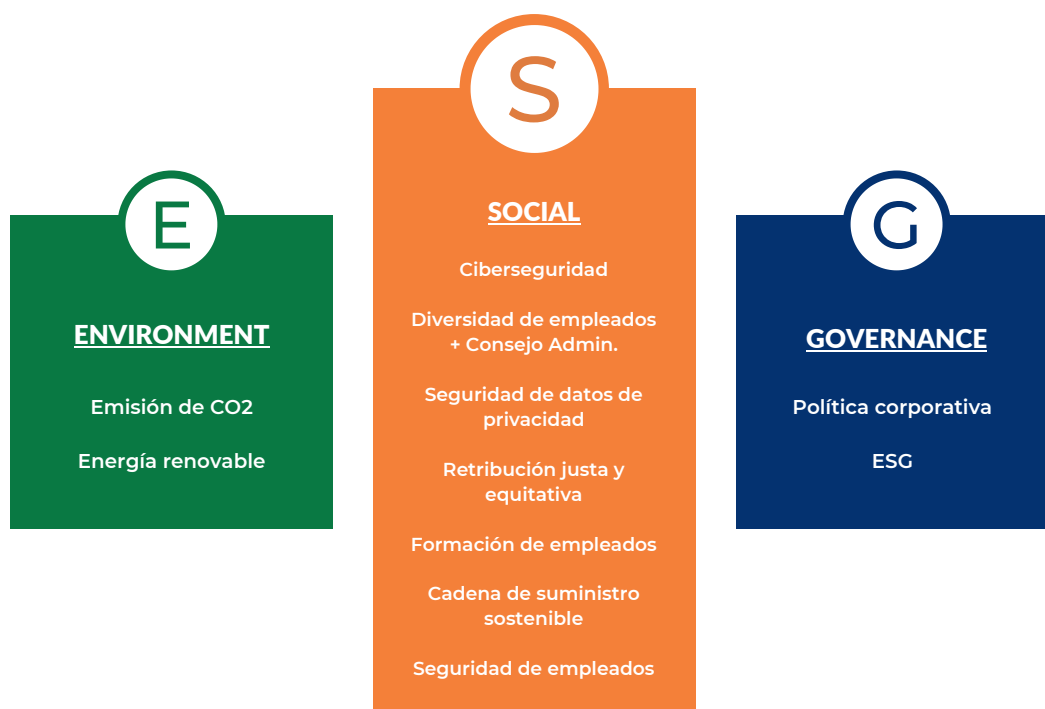 E
ENVIRONMENT
Emisión de CO2
Energía renovable
S
SOCIAL
Ciberseguridad
Diversidad de empleados
+ Consejo Admin.
Seguridad de datos de
privacidad
Retribución justa y
equitativa
Formación de empleados
Cadena de suministro
sostenible
Seguridad de empleados
G
GOVERNANCE
Política corporativa
ESG